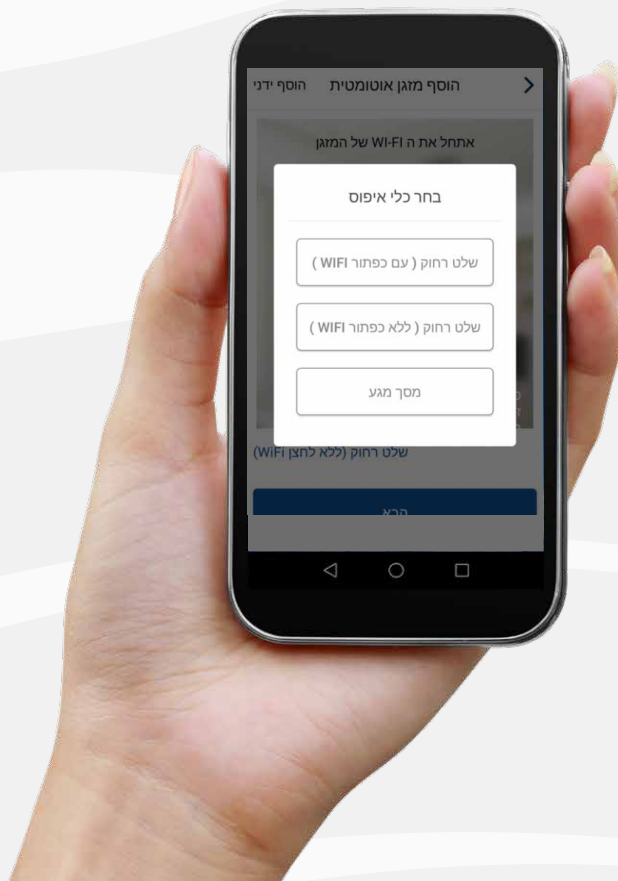 הוסף מזגן אוטומטית הוסף ידני
אתחל את ה WI-FI של המזגן
בחר כלי איפוס
שלט רחוק ( עם כפתור WIFI )
שלט רחוק ( ללא כפתור WIFI )
מסך מגע
שלט רחוק (ללא לחצן WiFi)
הבא